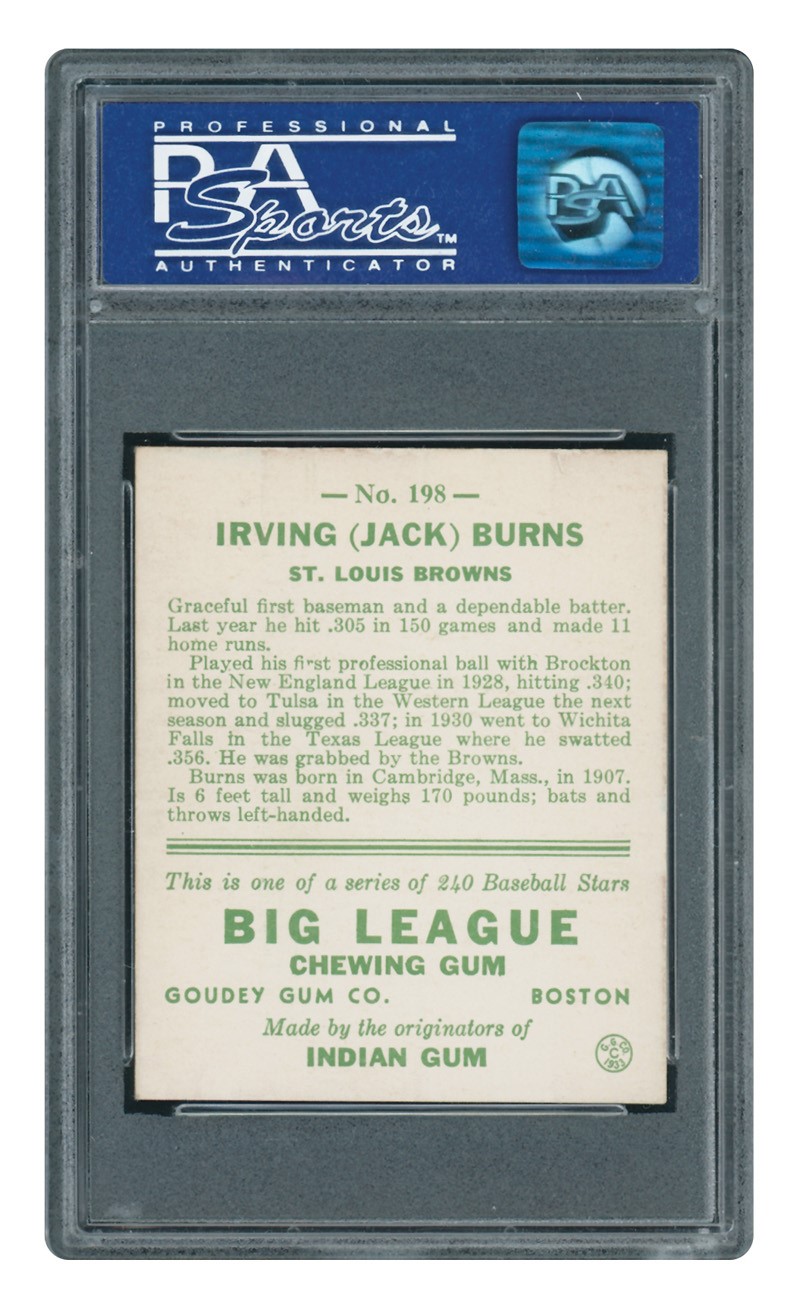 PROFESSIONAL
PSA
Sports™
AUTHENTICATOR
PSA
— No. 198 —
IRVING (JACK) BURNS
ST. LOUIS BROWNS
Graceful first baseman and a dependable batter.
Last year he hit .305 in 150 games and made 11
home runs.
Played his first professional ball with Brockton
in the New England League in 1928, hitting .340;
moved to Tulsa in the Western League the next
season and slugged .337; in 1930 went to Wichita
Falls in the Texas League where he swatted
.356. He was grabbed by the Browns.
Burns was born in Cambridge, Mass., in 1907.
Is 6 feet tall and weighs 170 pounds; bats and
throws left-handed.
This is one of a series of 240 Baseball Stars
BIG LEAGUE
CHEWING GUM
GOUDEY GUM CO. BOSTON
Made by the originators of
INDIAN GUM
G. G. CO.
C
1933